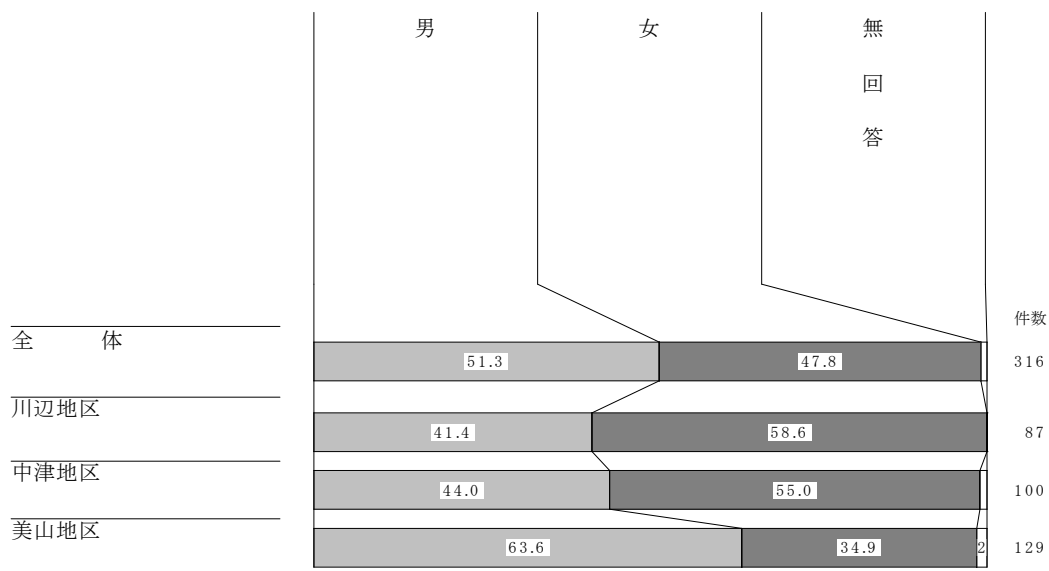 男 女 無
回
答
件数
全 体 51.3 47.8 316
川辺地区 41.4 58.6 87
中津地区 44.0 55.0 100
美山地区 63.6 34.9 2 129